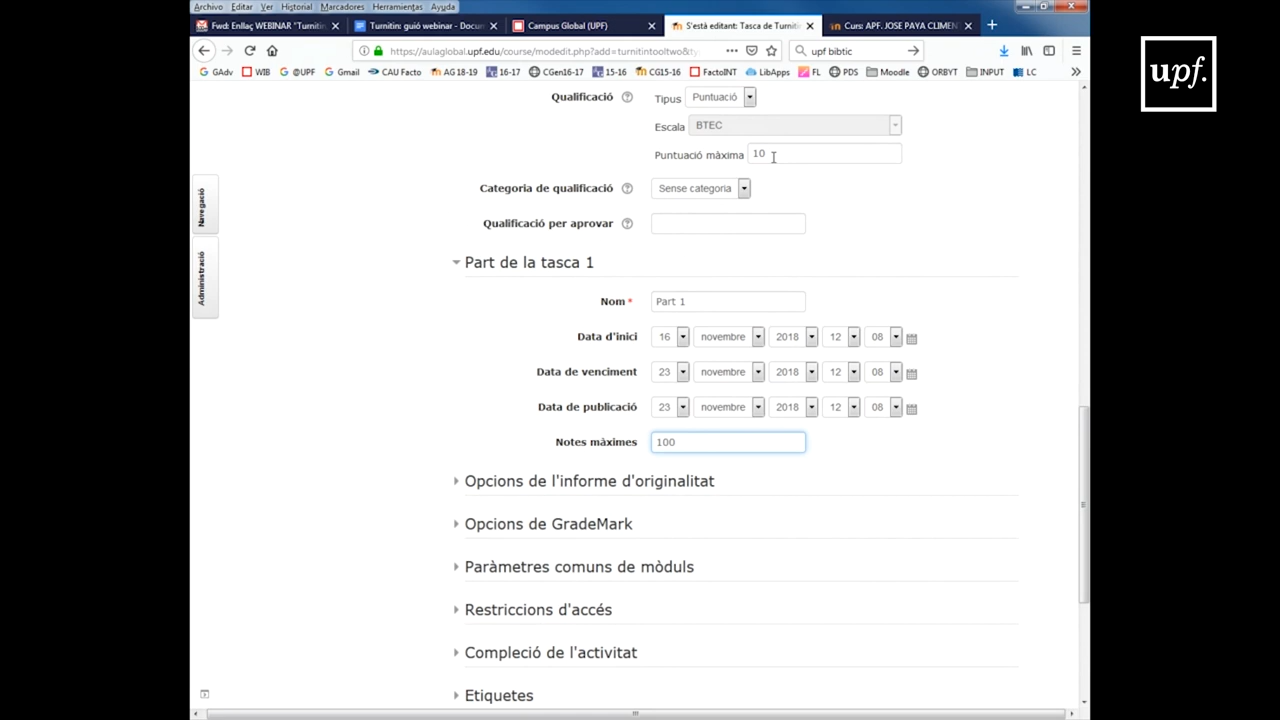 Archivo Editar Ver Historial Marcadores Herramientas Ayuda
Fwd: Enllaç WEBINAR "Turnitin
Turnitin: guió webinar - Docu
Campus Global (UPF)
S'està editant: Tasca de Turniti
Curs: APF. JOSE PAYA CLIMEN
https://aulaglobal.upf.edu/course/modedit.php?add=turnitintooltwo&ty
upf bibtic
GAdv WIB @UPF Gmail CAU Facto AG 18-19 16-17 CGen16-17 15-16 CG15-16 FactoINT LibApps FL PDS Moodle ORBYT INPUT LC
upf.
Qualificació Tipus Puntuació
Escala BTEC
Puntuació màxima 10
Categoria de qualificació Sense categoria
Qualificació per aprovar
Navegació
Administració
Part de la tasca 1
Nom * Part 1
Data d'inici 16 novembre 2018 12 08
Data de venciment 23 novembre 2018 12 08
Data de publicació 23 novembre 2018 12 08
Notes màximes 100
Opcions de l'informe d'originalitat
Opcions de GradeMark
Paràmetres comuns de mòduls
Restriccions d'accés
Compleció de l'activitat
Etiquetes